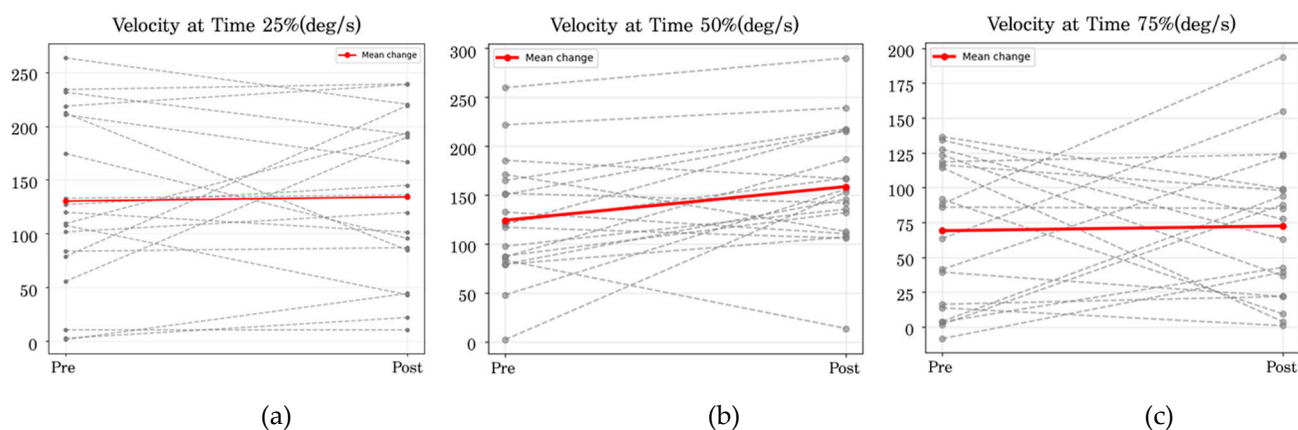 Velocity at Time 25%(deg/s)
Mean change
250
200
150
100
50
0
Pre
Post
(a)
Velocity at Time 50%(deg/s)
Mean change
300
250
200
150
100
50
0
Pre
Post
(b)
Velocity at Time 75%(deg/s)
Mean change
200
175
150
125
100
75
50
25
0
Pre
Post
(c)